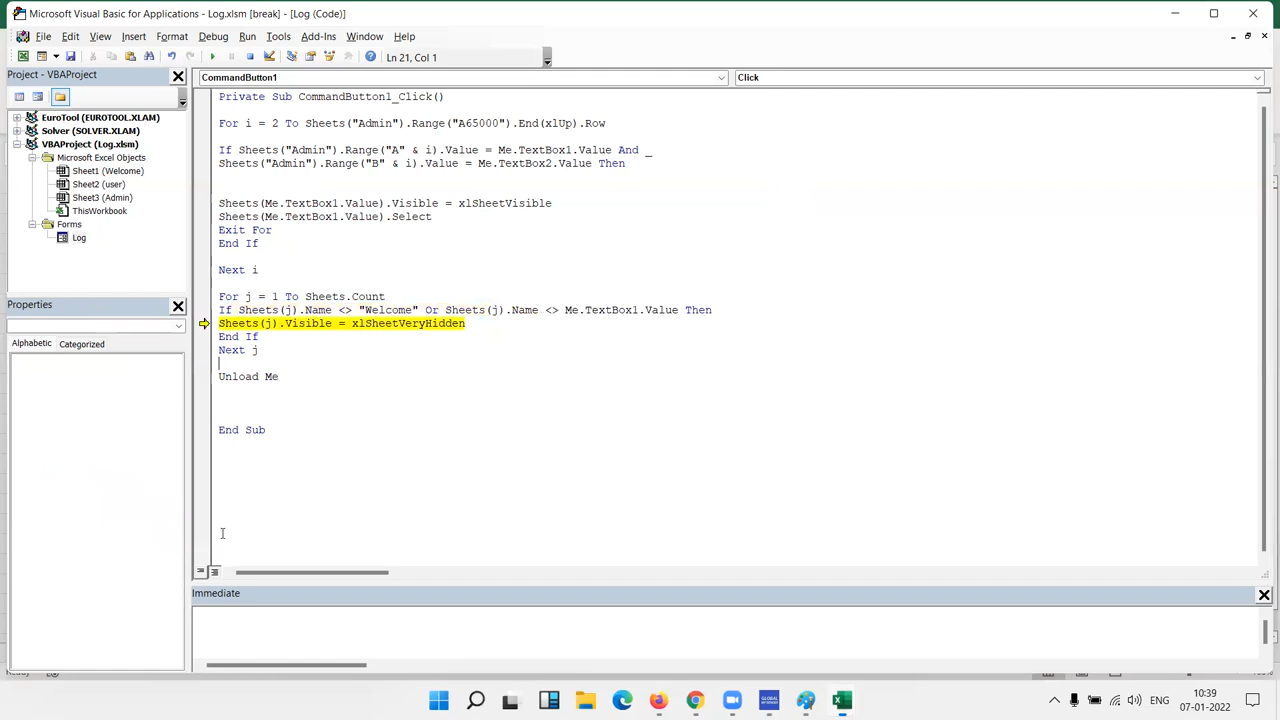 Microsoft Visual Basic for Applications - Log.xlsm [break] - [Log (Code)]
File Edit View Insert Format Debug Run Tools Add-Ins Window Help
Ln 21, Col 1
Project - VBAProject
CommandButton1
Click
EuroTool (EUROTOOL.XLAM)
Solver (SOLVER.XLAM)
VBAProject (Log.xlsm)
Microsoft Excel Objects
Sheet1 (Welcome)
Sheet2 (user)
Sheet3 (Admin)
ThisWorkbook
Forms
Log
Properties
Alphabetic Categorized
Private Sub CommandButton1_Click()
For i = 2 To Sheets("Admin").Range("A65000").End(xlUp).Row
If Sheets("Admin").Range("A" & i).Value = Me.TextBox1.Value And _
Sheets("Admin").Range("B" & i).Value = Me.TextBox2.Value Then
Sheets(Me.TextBox1.Value).Visible = xlSheetVisible
Sheets(Me.TextBox1.Value).Select
Exit For
End If
Next i
For j = 1 To Sheets.Count
If Sheets(j).Name <> "Welcome" Or Sheets(j).Name <> Me.TextBox1.Value Then
Sheets(j).Visible = xlSheetVeryHidden
End If
Next j
Unload Me
End Sub
Immediate
ENG
10:39
07-01-2022